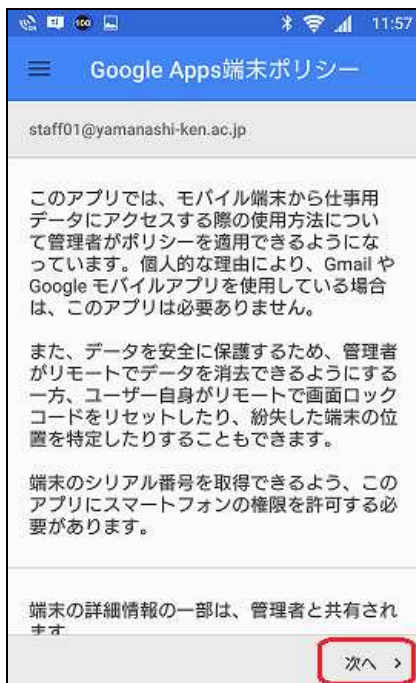 100
11:57
Google Apps端末ポリシー
staff01@yamanashi-ken.ac.jp
このアプリでは、モバイル端末から仕事用
データにアクセスする際の使用方法につい
て管理者がポリシーを適用できるようにな
っています。個人的な理由により、Gmail や
Google モバイルアプリを使用している場合
は、このアプリは必要ありません。
また、データを安全に保護するため、管理者
がリモートでデータを消去できるようにする
一方、ユーザー自身がリモートで画面ロック
コードをリセットしたり、紛失した端末の位
置を特定したりすることもできます。
端末のシリアル番号を取得できるよう、この
アプリにスマートフォンの権限を許可する必
要があります。
端末の詳細情報の一部は、管理者と共有され
ます
次へ